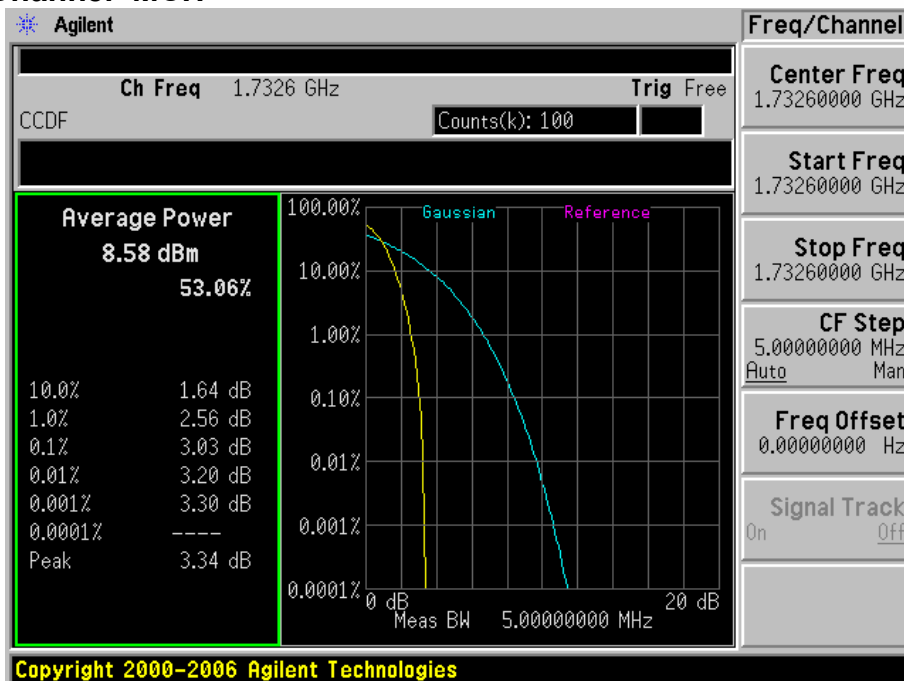 Agilent
Freq/Channel
Ch Freq 1.7326 GHz Trig Free
CCDF Counts(k): 100
Average Power
8.58 dBm
53.06%
10.0% 1.64 dB
1.0% 2.56 dB
0.1% 3.03 dB
0.01% 3.20 dB
0.001% 3.30 dB
0.0001% ----
Peak 3.34 dB
Gaussian Reference
100.00%
10.00%
1.00%
0.10%
0.01%
0.001%
0.0001%
0 dB 20 dB
Meas BW 5.00000000 MHz
Center Freq
1.73260000 GHz
Start Freq
1.73260000 GHz
Stop Freq
1.73260000 GHz
CF Step
5.00000000 MHz
Auto Man
Freq Offset
0.00000000 Hz
Signal Track
On Off
Copyright 2000-2006 Agilent Technologies